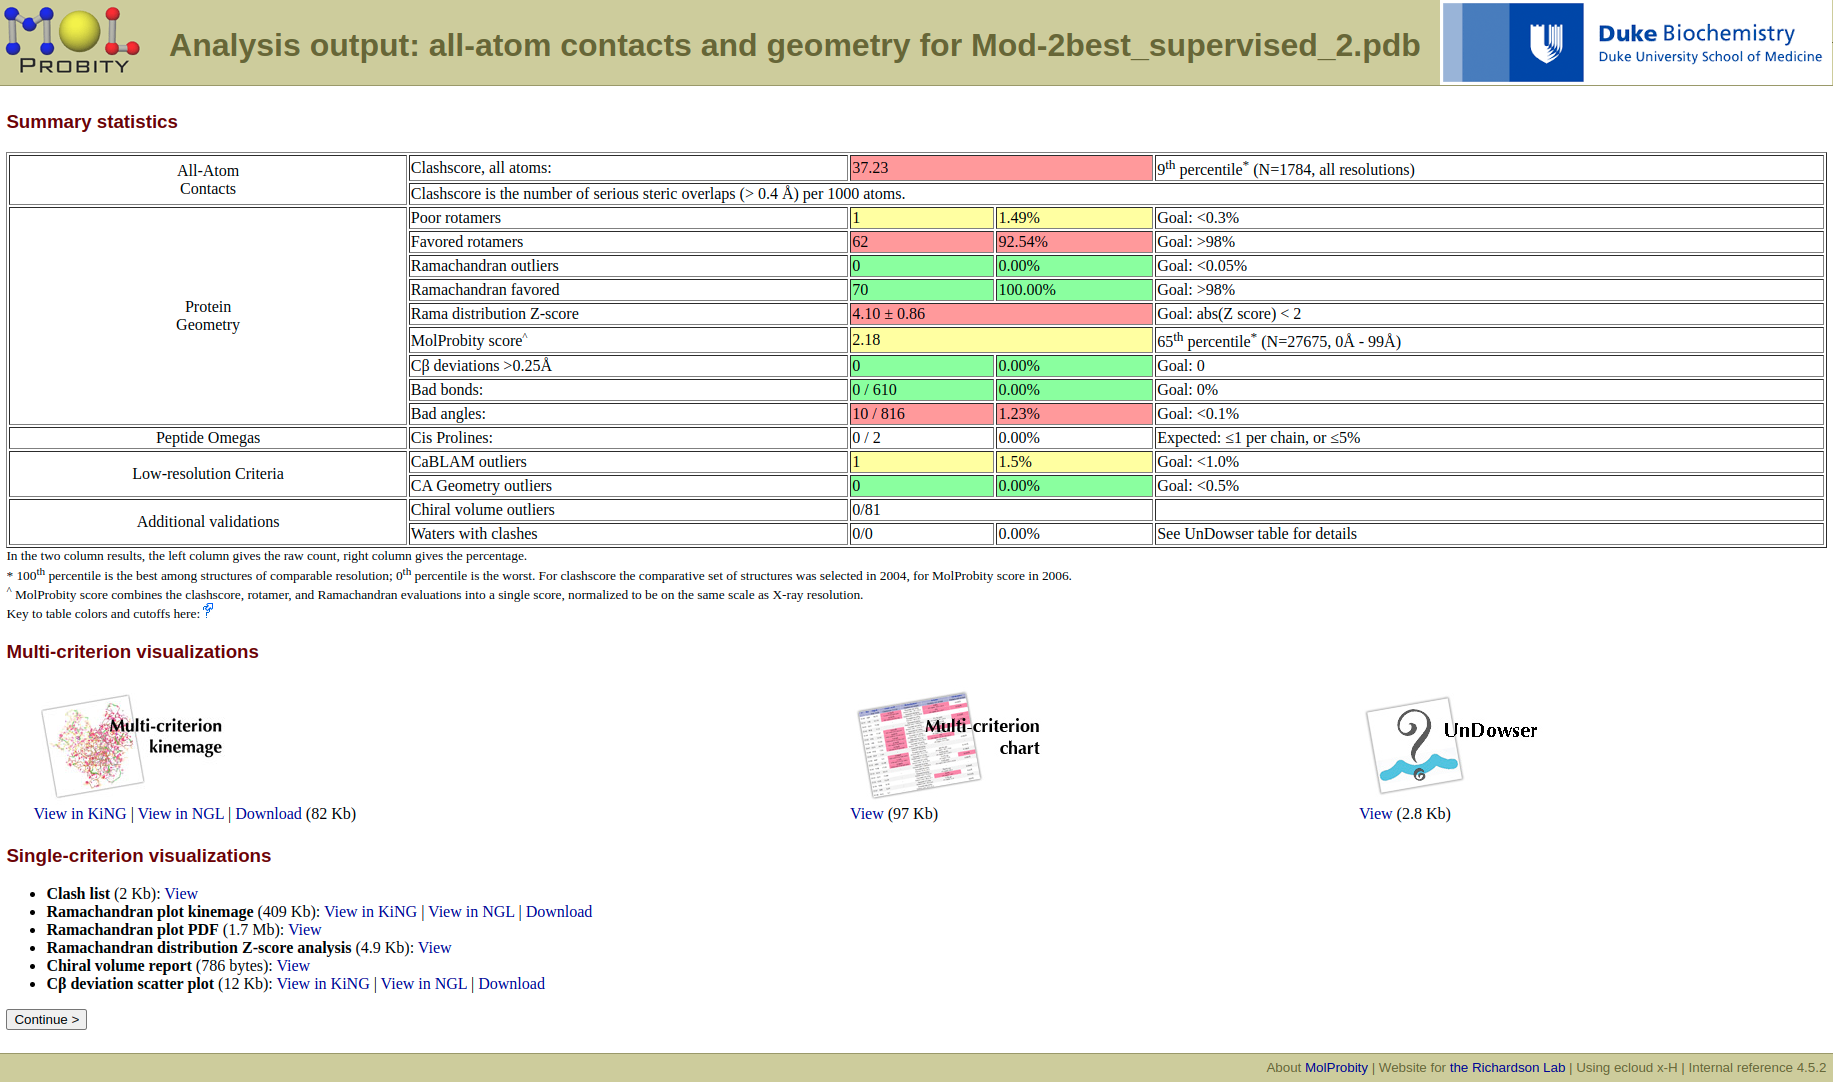 MOL
PROBITY
Analysis output: all-atom contacts and geometry for Mod-2best_supervised_2.pdb
Duke Biochemistry
Duke University School of Medicine
Summary statistics
All-Atom
Contacts
Clashscore, all atoms: 37.23 9th percentile* (N=1784, all resolutions)
Clashscore is the number of serious steric overlaps (> 0.4 Å) per 1000 atoms.
Protein
Geometry
Poor rotamers 1 1.49% Goal: <0.3%
Favored rotamers 62 92.54% Goal: >98%
Ramachandran outliers 0 0.00% Goal: <0.05%
Ramachandran favored 70 100.00% Goal: >98%
Rama distribution Z-score 4.10 ± 0.86 Goal: abs(Z score) < 2
MolProbity score^ 2.18 65th percentile* (N=27675, 0Å - 99Å)
Cβ deviations >0.25Å 0 0.00% Goal: 0
Bad bonds: 0 / 610 0.00% Goal: 0%
Bad angles: 10 / 816 1.23% Goal: <0.1%
Peptide Omegas Cis Prolines: 0 / 2 0.00% Expected: ≤1 per chain, or ≤5%
Low-resolution Criteria
CaBLAM outliers 1 1.5% Goal: <1.0%
CA Geometry outliers 0 0.00% Goal: <0.5%
Additional validations
Chiral volume outliers 0/81
Waters with clashes 0/0 0.00% See UnDowser table for details
In the two column results, the left column gives the raw count, right column gives the percentage.
* 100th percentile is the best among structures of comparable resolution; 0th percentile is the worst. For clashscore the comparative set of structures was selected in 2004, for MolProbity score in 2006.
^ MolProbity score combines the clashscore, rotamer, and Ramachandran evaluations into a single score, normalized to be on the same scale as X-ray resolution.
Key to table colors and cutoffs here: ?
Multi-criterion visualizations
Multi-criterion
kinemage
Multi-criterion
chart
UnDowser
View in KiNG | View in NGL | Download (82 Kb)
View (97 Kb)
View (2.8 Kb)
Single-criterion visualizations
• Clash list (2 Kb): View
• Ramachandran plot kinemage (409 Kb): View in KiNG | View in NGL | Download
• Ramachandran plot PDF (1.7 Mb): View
• Ramachandran distribution Z-score analysis (4.9 Kb): View
• Chiral volume report (786 bytes): View
• Cβ deviation scatter plot (12 Kb): View in KiNG | View in NGL | Download
Continue >
About MolProbity | Website for the Richardson Lab | Using ecloud x-H | Internal reference 4.5.2